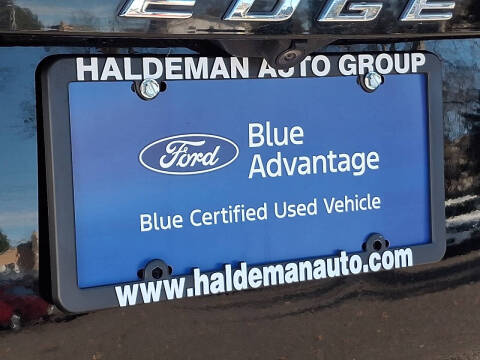 EDGE
HALDEMAN AUTO GROUP
Ford
Blue
Advantage
Blue Certified Used Vehicle
www.haldemanauto.com